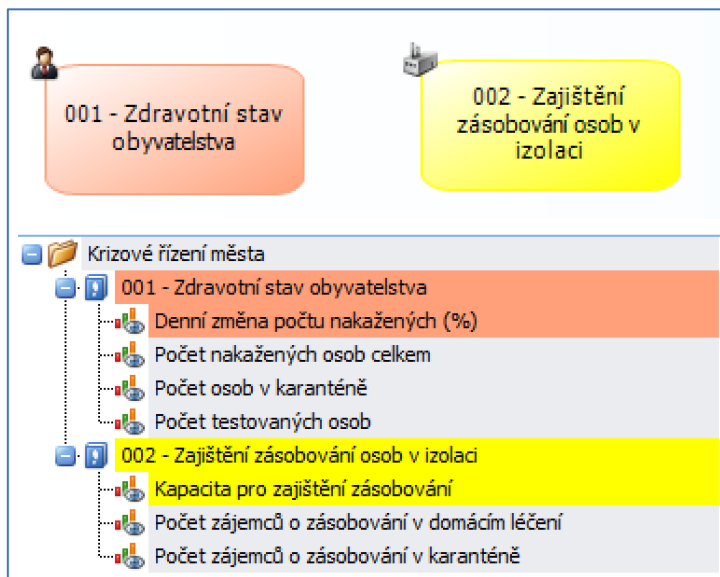 001 - Zdravotní stav
obyvatelstva
002 - Zajištění
zásobování osob v
izolaci
Krizové řízení města
001 - Zdravotní stav obyvatelstva
Denní změna počtu nakažených (%)
Počet nakažených osob celkem
Počet osob v karanténě
Počet testovaných osob
002 - Zajištění zásobování osob v izolaci
Kapacita pro zajištění zásobování
Počet zájemců o zásobování v domácím léčení
Počet zájemců o zásobování v karanténě